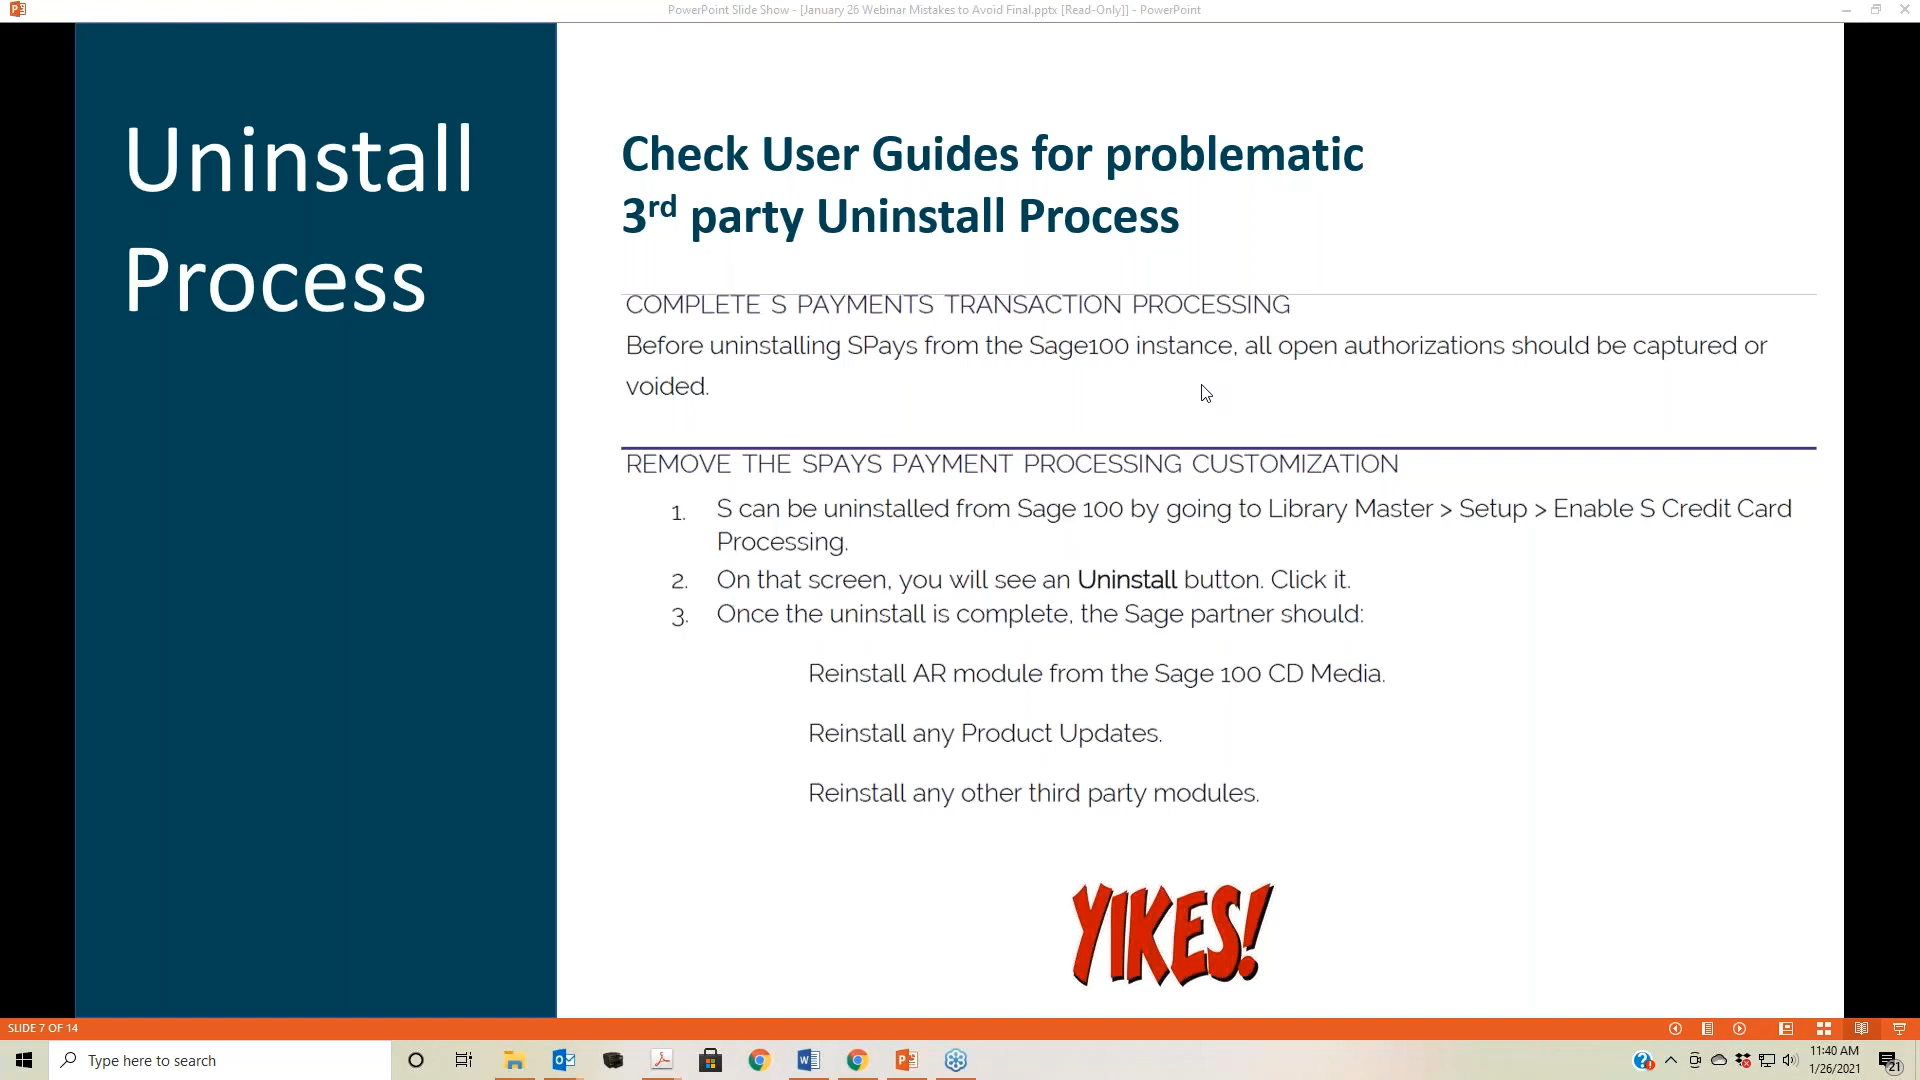 PowerPoint Slide Show - [January 26 Webinar Mistakes to Avoid Final.pptx [Read-Only]] - PowerPoint
Uninstall
Process
Check User Guides for problematic
3rd party Uninstall Process
COMPLETE S PAYMENTS TRANSACTION PROCESSING
Before uninstalling SPays from the Sage100 instance, all open authorizations should be captured or
voided.
REMOVE THE SPAYS PAYMENT PROCESSING CUSTOMIZATION
1. S can be uninstalled from Sage 100 by going to Library Master > Setup > Enable S Credit Card
Processing.
2. On that screen, you will see an Uninstall button. Click it.
3. Once the uninstall is complete, the Sage partner should:
Reinstall AR module from the Sage 100 CD Media.
Reinstall any Product Updates.
Reinstall any other third party modules.
YIKES!
SLIDE 7 OF 14
Type here to search
11:40 AM
1/26/2021
21